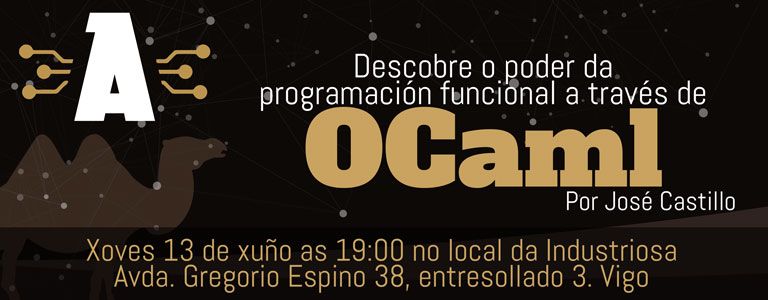 A
Descobre o poder da
programación funcional a través de
OCaml
Por José Castillo
Xoves 13 de xuño as 19:00 no local da Industriosa
Avda. Gregorio Espino 38, entresollado 3. Vigo